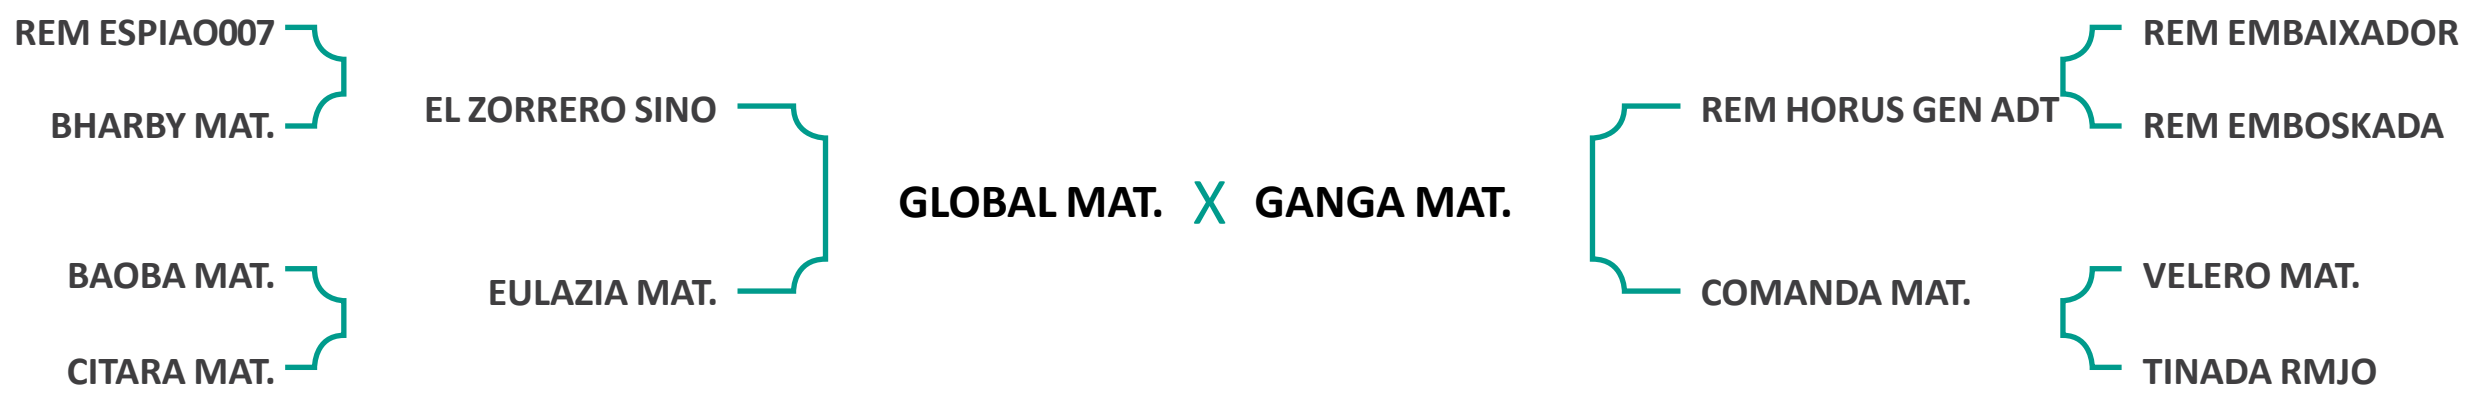 REM ESPIAO007
BHARBY MAT.
BAOBA MAT.
CITARA MAT.
EL ZORRERO SINO
EULAZIA MAT.
GLOBAL MAT. X GANGA MAT.
REM HORUS GEN ADT
COMANDA MAT.
REM EMBAIXADOR
REM EMBOSKADA
VELERO MAT.
TINADA RMJO